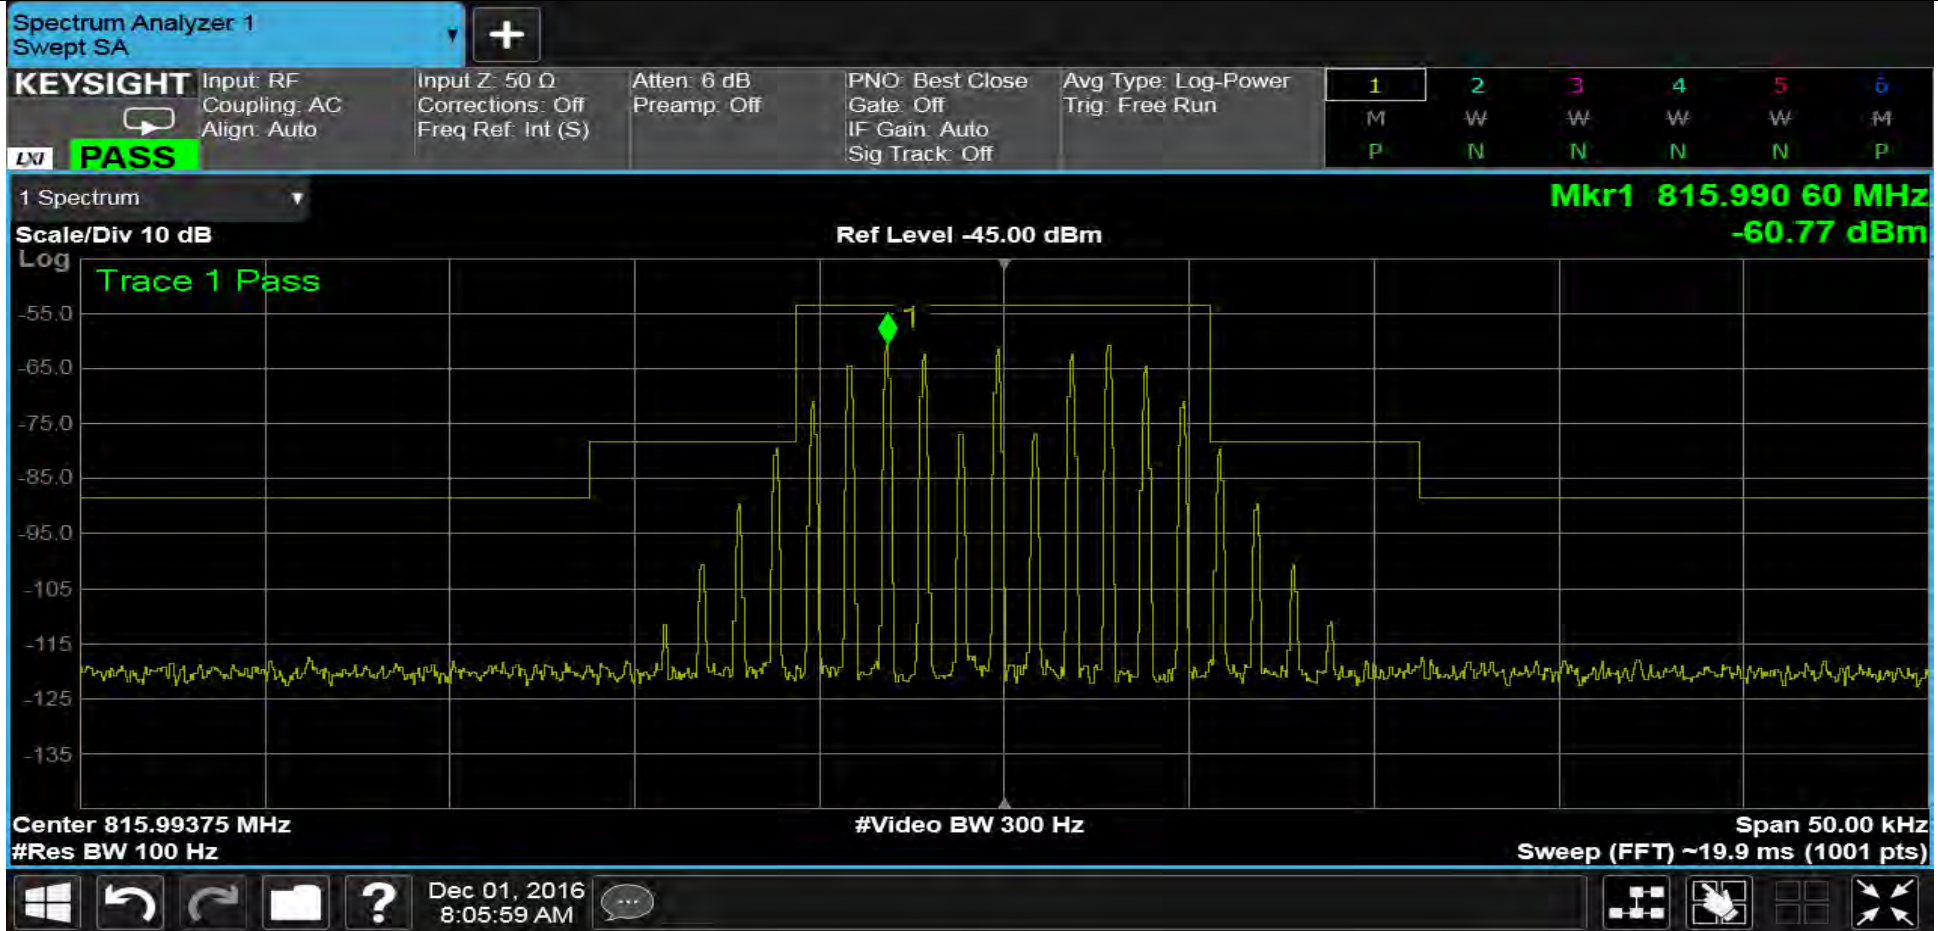 Spectrum Analyzer 1
Swept SA
KEYSIGHT
LXI PASS
Input: RF
Coupling: AC
Align: Auto
Input Z: 50 Ω
Corrections: Off
Freq Ref: Int (S)
Atten: 6 dB
Preamp: Off
PNO: Best Close
Gate: Off
IF Gain: Auto
Sig Track: Off
Avg Type: Log-Power
Trig: Free Run
1 2 3 4 5 6
M W W W W M
P N N N N P
1 Spectrum
Mkr1 815.990 60 MHz
-60.77 dBm
Scale/Div 10 dB
Ref Level -45.00 dBm
Log
Trace 1 Pass
1
-55.0
-65.0
-75.0
-85.0
-95.0
-105
-115
-125
-135
Center 815.99375 MHz
#Video BW 300 Hz
Span 50.00 kHz
#Res BW 100 Hz
Sweep (FFT) ~19.9 ms (1001 pts)
?
Dec 01, 2016
8:05:59 AM